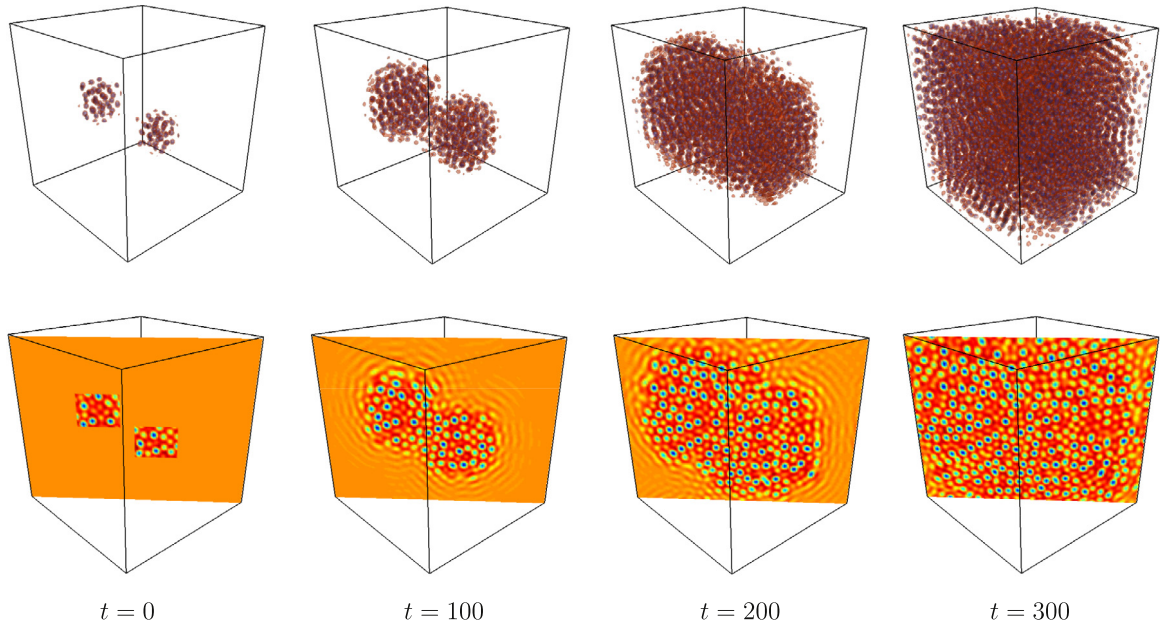 t = 0 t = 100 t = 200 t = 300